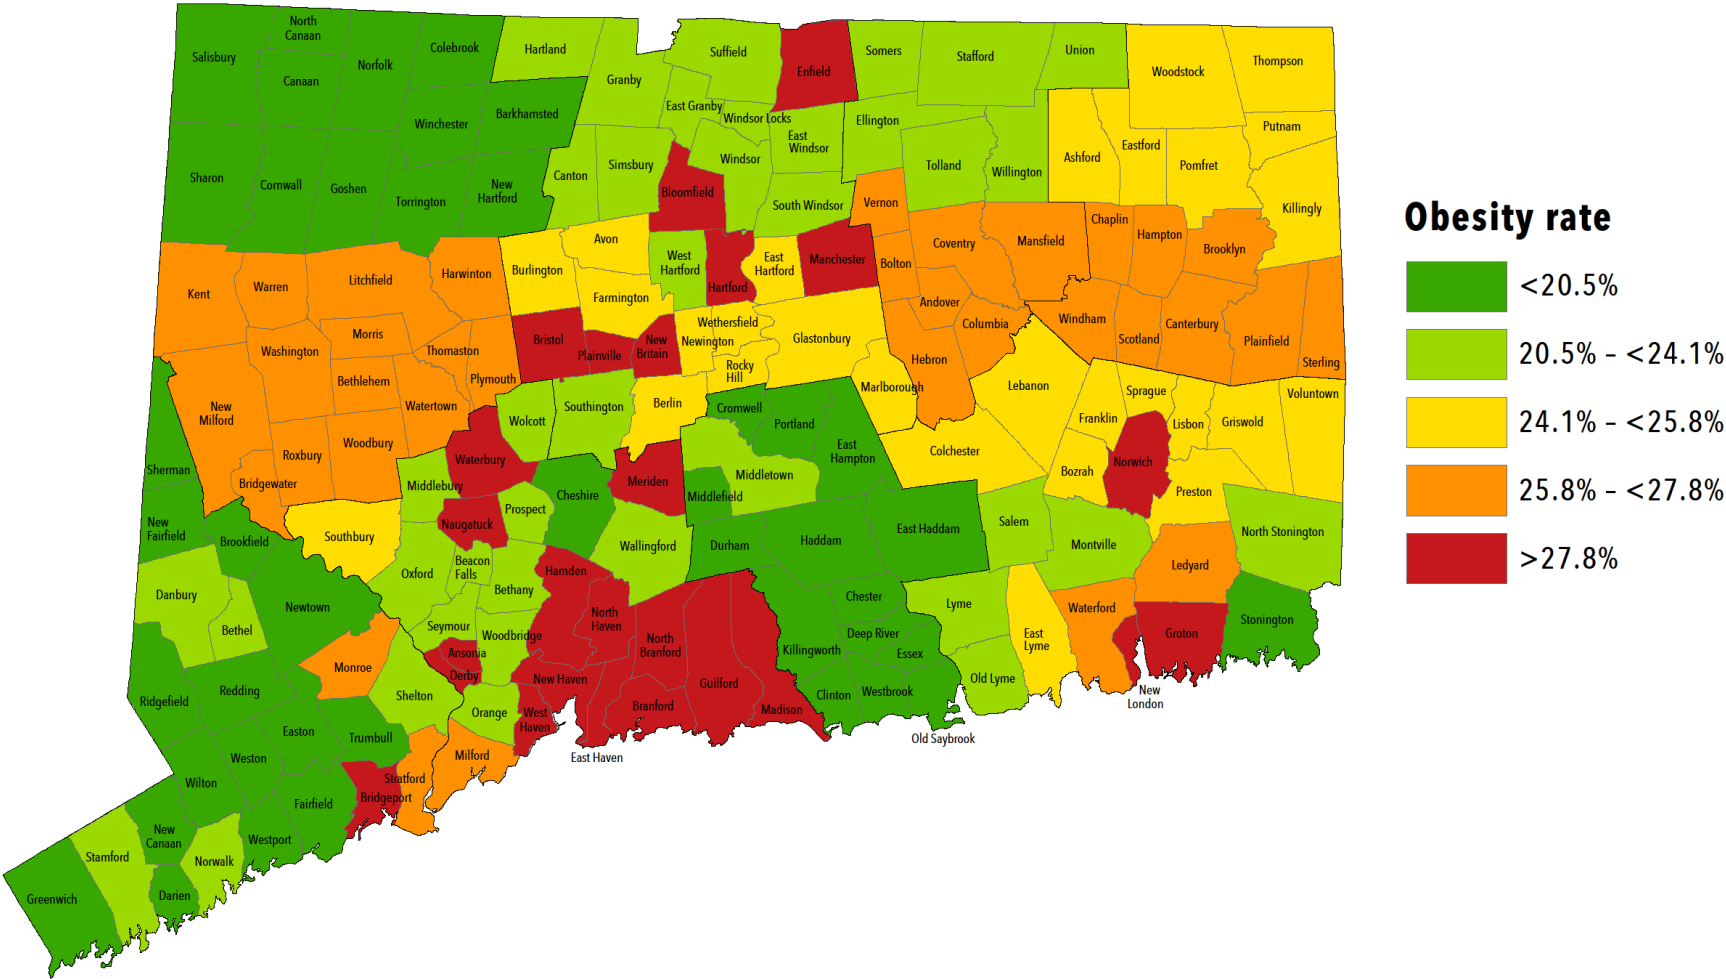 North
Canaan
Colebrook
Salisbury
Norfolk
Canaan
Hartland
Suffield
Enfield
Somers
Stafford
Union
Woodstock
Thompson
Granby
East Granby
Windsor Locks
Winchester
Barkhamsted
Ellington
East
Windsor
Putnam
Ashford
Eastford
Pomfret
Sharon
Cornwall
Goshen
Torrington
New
Hartford
Canton
Simsbury
Windsor
Bloomfield
South Windsor
Tolland
Willington
Vernon
Killingly
Chaplin
Hampton
Brooklyn
Mansfield
Coventry
Bolton
Avon
West
Hartford
Hartford
East
Hartford
Manchester
Burlington
Farmington
Harwinton
Litchfield
Warren
Kent
Andover
Columbia
Windham
Scotland
Canterbury
Plainfield
Sterling
Morris
Washington
Thomaston
Bristol
Plainville
New
Britain
Wethersfield
Newington
Rocky
Hill
Glastonbury
Hebron
Marlborough
Lebanon
Bethlehem
Plymouth
Watertown
New
Milford
Woodbury
Roxbury
Wolcott
Southington
Berlin
Cromwell
Portland
East
Hampton
Colchester
Franklin
Sprague
Lisbon
Griswold
Voluntown
Bozrah
Norwich
Preston
Sherman
Bridgewater
Waterbury
Middlebury
Cheshire
Meriden
Middletown
Middlefield
Naugatuck
Prospect
New
Fairfield
Brookfield
Southbury
Wallingford
Durham
Haddam
East Haddam
Salem
Montville
North Stonington
Ledyard
Oxford
Beacon
Falls
Bethany
Hamden
Danbury
Bethel
Newtown
Seymour
Woodbridge
North
Haven
North
Branford
Chester
Deep River
Essex
Killingworth
Lyme
East
Lyme
Waterford
Groton
Stonington
Ansonia
Derby
Monroe
Redding
Ridgefield
Shelton
Orange
New Haven
West
Haven
Branford
Guilford
Madison
Clinton
Westbrook
Old Lyme
New
London
Old Saybrook
East Haven
Easton
Trumbull
Weston
Wilton
Milford
Stratford
Bridgeport
Fairfield
Westport
New
Canaan
Norwalk
Stamford
Darien
Greenwich
Obesity rate
<20.5%
20.5% – <24.1%
24.1% – <25.8%
25.8% – <27.8%
>27.8%